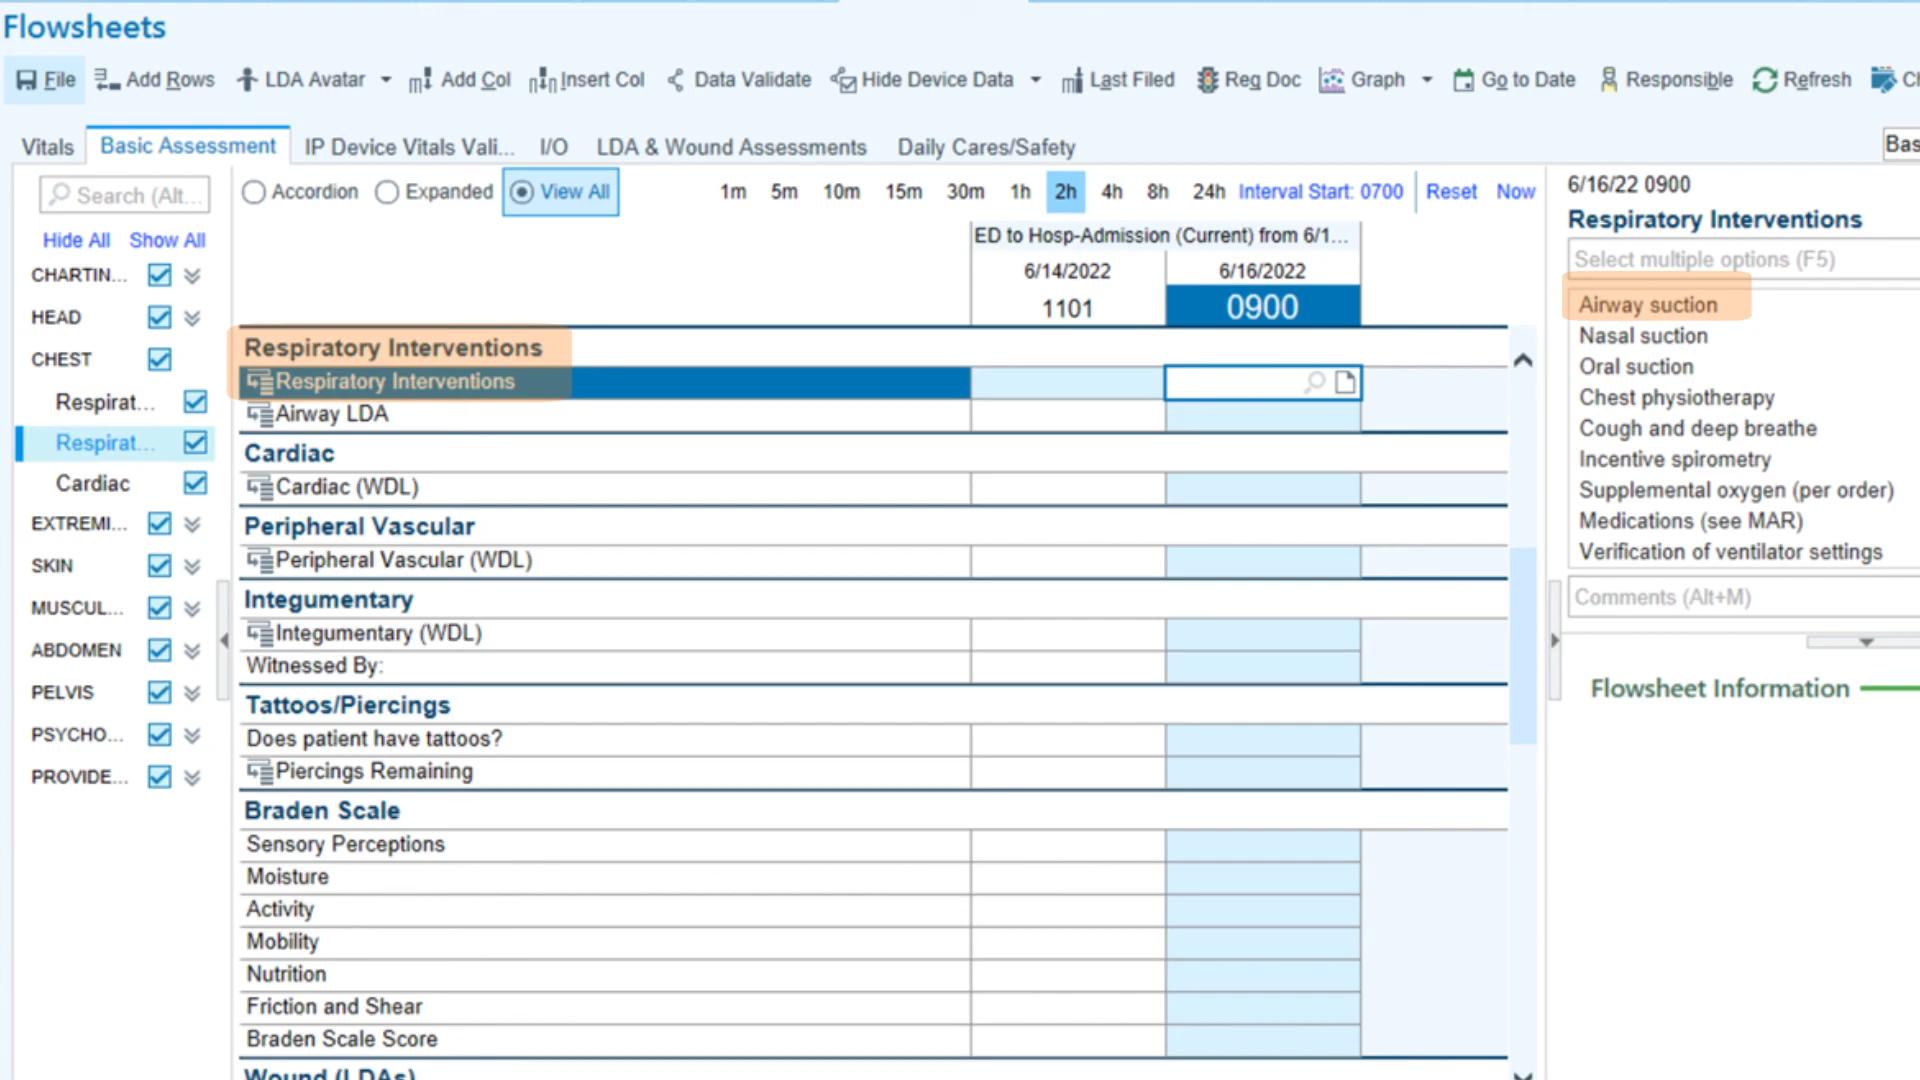 Flowsheets
File Add Rows LDA Avatar Add Col Insert Col Data Validate Hide Device Data Last Filed Reg Doc Graph Go to Date Responsible Refresh
Vitals Basic Assessment IP Device Vitals Vali... I/O LDA & Wound Assessments Daily Cares/Safety Bas
Search (Alt...
Hide All Show All
CHARTIN...
HEAD
CHEST
Respirat...
Respirat...
Cardiac
EXTREMI...
SKIN
MUSCUL...
ABDOMEN
PELVIS
PSYCHO...
PROVIDE...
Accordion Expanded View All 1m 5m 10m 15m 30m 1h 2h 4h 8h 24h Interval Start: 0700 Reset Now
ED to Hosp-Admission (Current) from 6/1...
6/14/2022 6/16/2022
1101 0900
Respiratory Interventions
Respiratory Interventions
Airway LDA
Cardiac
Cardiac (WDL)
Peripheral Vascular
Peripheral Vascular (WDL)
Integumentary
Integumentary (WDL)
Witnessed By:
Tattoos/Piercings
Does patient have tattoos?
Piercings Remaining
Braden Scale
Sensory Perceptions
Moisture
Activity
Mobility
Nutrition
Friction and Shear
Braden Scale Score
Wound (LDAs)
6/16/22 0900
Respiratory Interventions
Select multiple options (F5)
Airway suction
Nasal suction
Oral suction
Chest physiotherapy
Cough and deep breathe
Incentive spirometry
Supplemental oxygen (per order)
Medications (see MAR)
Verification of ventilator settings
Comments (Alt+M)
Flowsheet Information